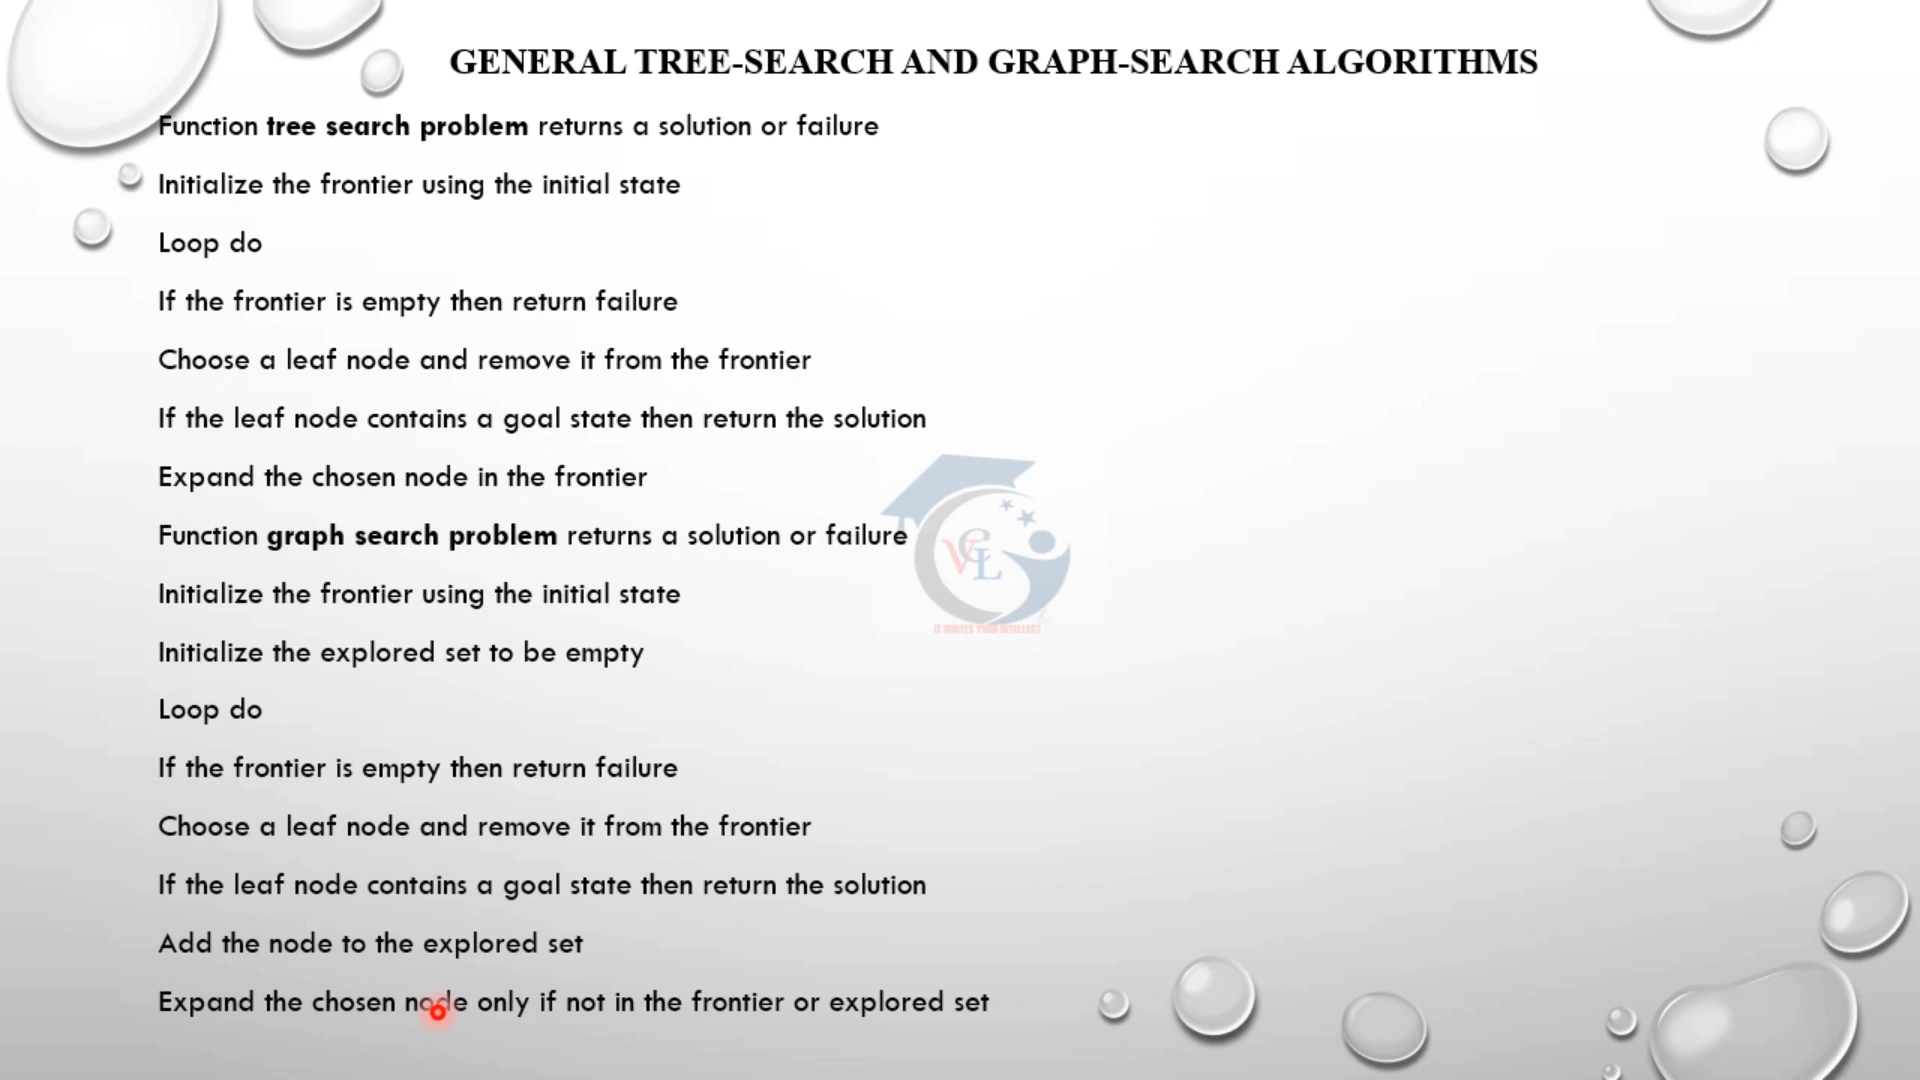 GENERAL TREE-SEARCH AND GRAPH-SEARCH ALGORITHMS
Function tree search problem returns a solution or failure
Initialize the frontier using the initial state
Loop do
If the frontier is empty then return failure
Choose a leaf node and remove it from the frontier
If the leaf node contains a goal state then return the solution
Expand the chosen node in the frontier
Function graph search problem returns a solution or failure
VCL
IT IGNITES YOUR INTELLECT
Initialize the frontier using the initial state
Initialize the explored set to be empty
Loop do
If the frontier is empty then return failure
Choose a leaf node and remove it from the frontier
If the leaf node contains a goal state then return the solution
Add the node to the explored set
Expand the chosen node only if not in the frontier or explored set